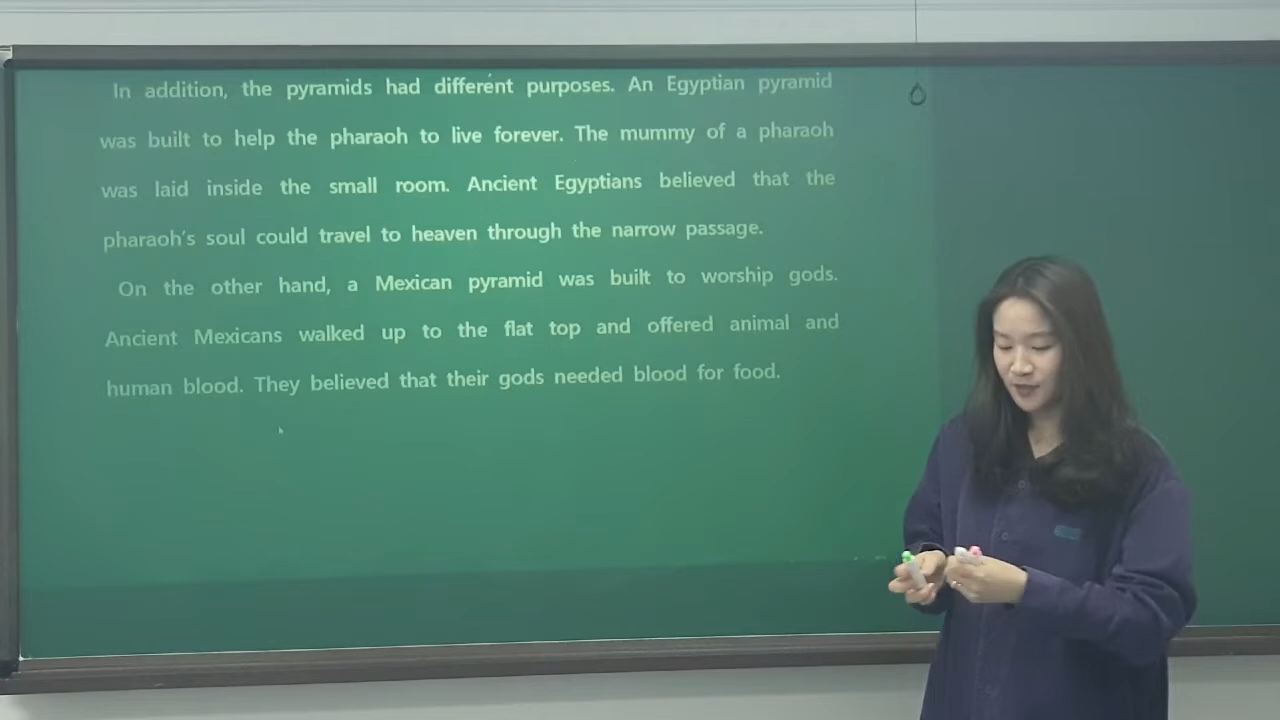 In addition, the pyramids had different purposes. An Egyptian pyramid
was built to help the pharaoh to live forever. The mummy of a pharaoh
was laid inside the small room. Ancient Egyptians believed that the
pharaoh's soul could travel to heaven through the narrow passage.
On the other hand, a Mexican pyramid was built to worship gods.
Ancient Mexicans walked up to the flat top and offered animal and
human blood. They believed that their gods needed blood for food.